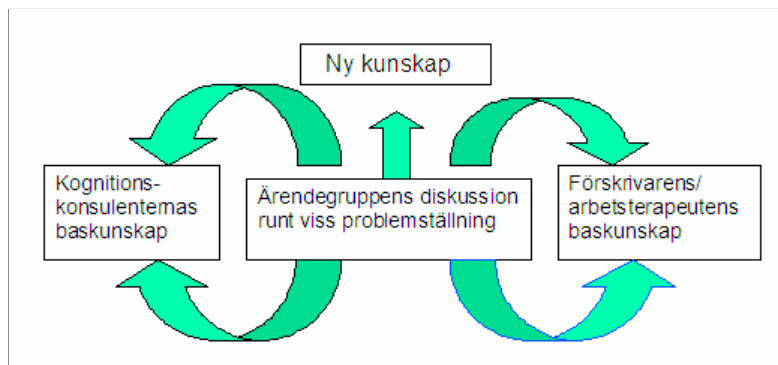 Ny kunskap
Kognitions-
konsulenternas
baskunskap
Ärendegruppens diskussion
runt viss problemställning
Förskrivarens/
arbetsterapeutens
baskunskap